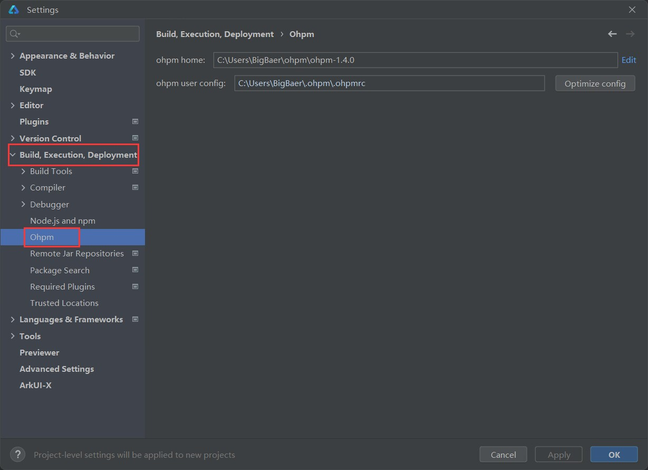 Settings
Build, Execution, Deployment › Ohpm
Appearance & Behavior
SDK
Keymap
Editor
Plugins
Version Control
Build, Execution, Deployment
Build Tools
Compiler
Debugger
Node.js and npm
Ohpm
Remote Jar Repositories
Package Search
Required Plugins
Trusted Locations
Languages & Frameworks
Tools
Previewer
Advanced Settings
ArkUI-X
ohpm home: C:\Users\BigBaer\ohpm\ohpm-1.4.0 Edit
ohpm user config: C:\Users\BigBaer\.ohpm\.ohpmrc Optimize config
? Project-level settings will be applied to new projects
Cancel Apply OK